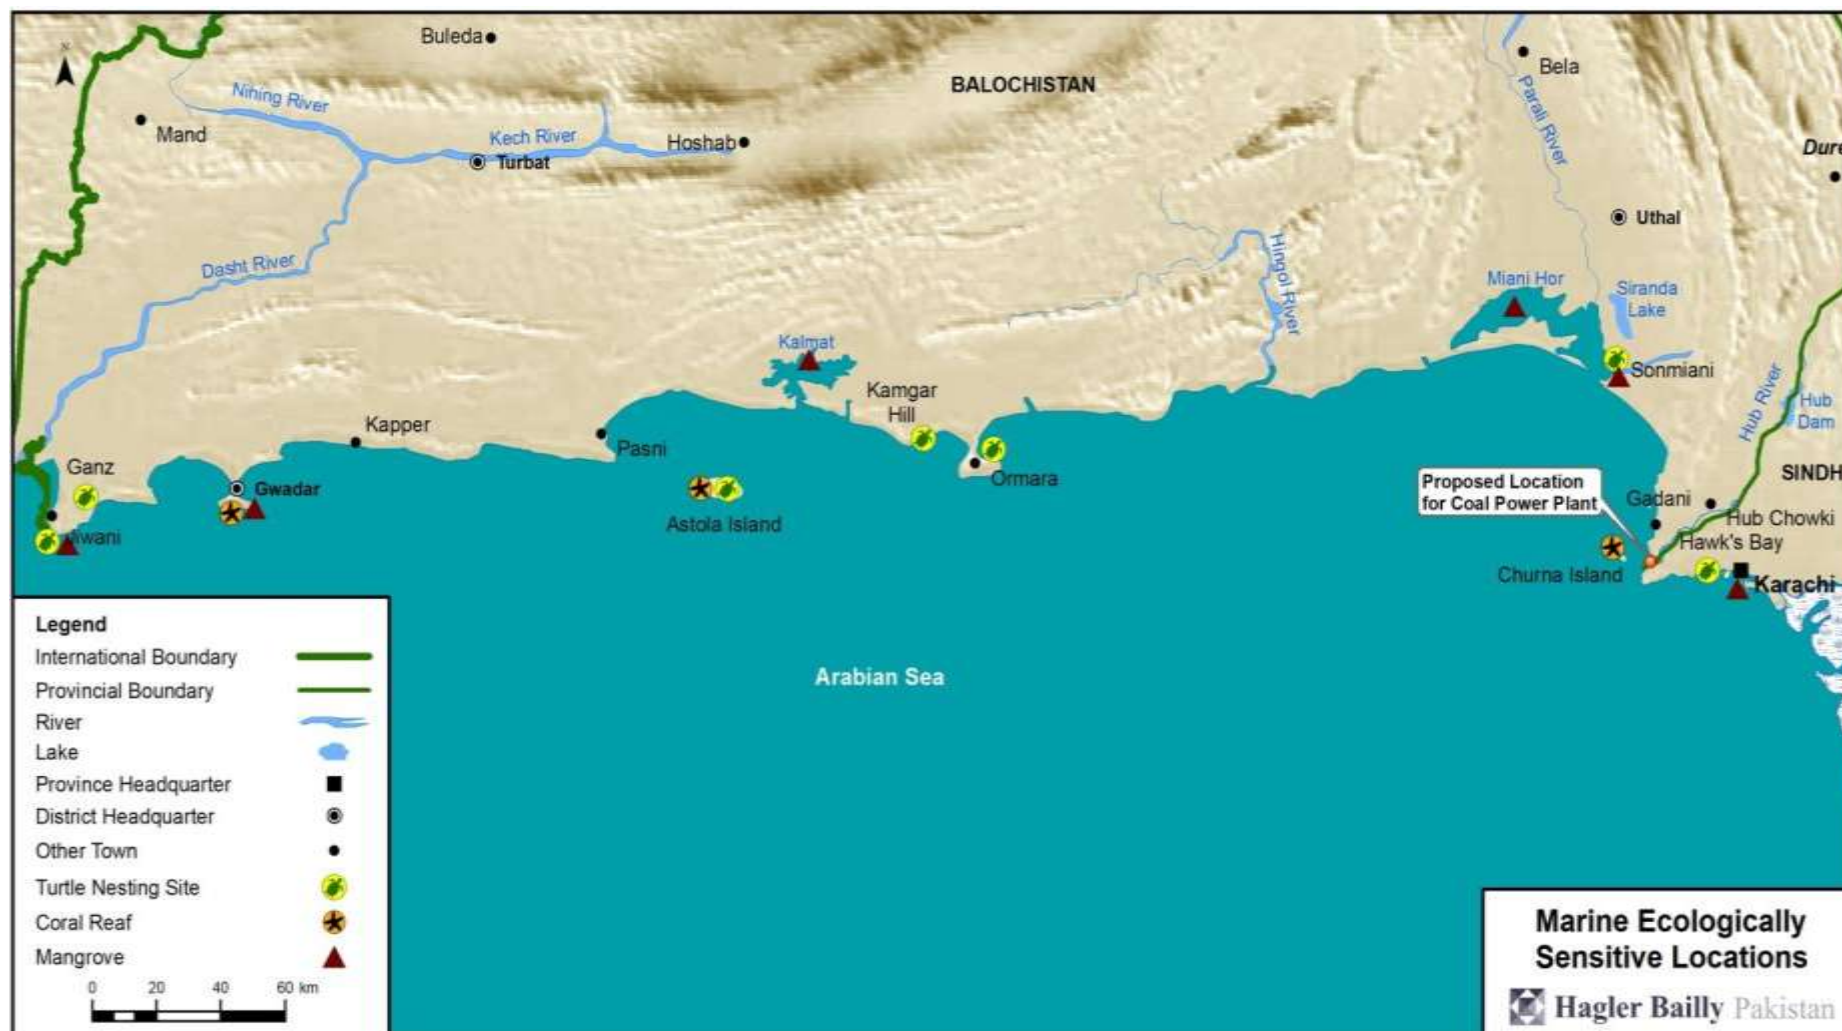 N
Buleda
BALOCHISTAN
Bela
Nihing River
Mand
Kech River
Hoshab
Turbat
Porali River
Dure
Uthal
Dasht River
Hingol River
Miani Hor
Siranda
Lake
Kalmat
Kamgar
Hill
Sonmiani
Hub River
Hub
Dam
Kapper
Pasni
Ormara
Ganz
Gwadar
Jiwani
Astola Island
Proposed Location
for Coal Power Plant
SINDH
Gadani
Hub Chowki
Hawk's Bay
Churna Island
Karachi
Arabian Sea
Legend
International Boundary
Provincial Boundary
River
Lake
Province Headquarter
District Headquarter
Other Town
Turtle Nesting Site
Coral Reaf
Mangrove
0 20 40 60 km
Marine Ecologically
Sensitive Locations
Hagler Bailly Pakistan